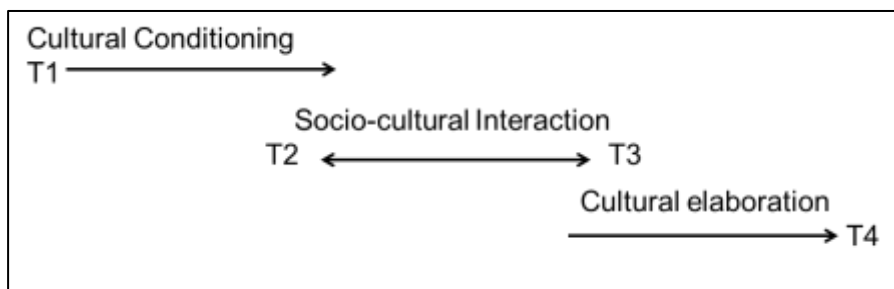 Cultural Conditioning
T1
Socio-cultural Interaction
T2 T3
Cultural elaboration
T4